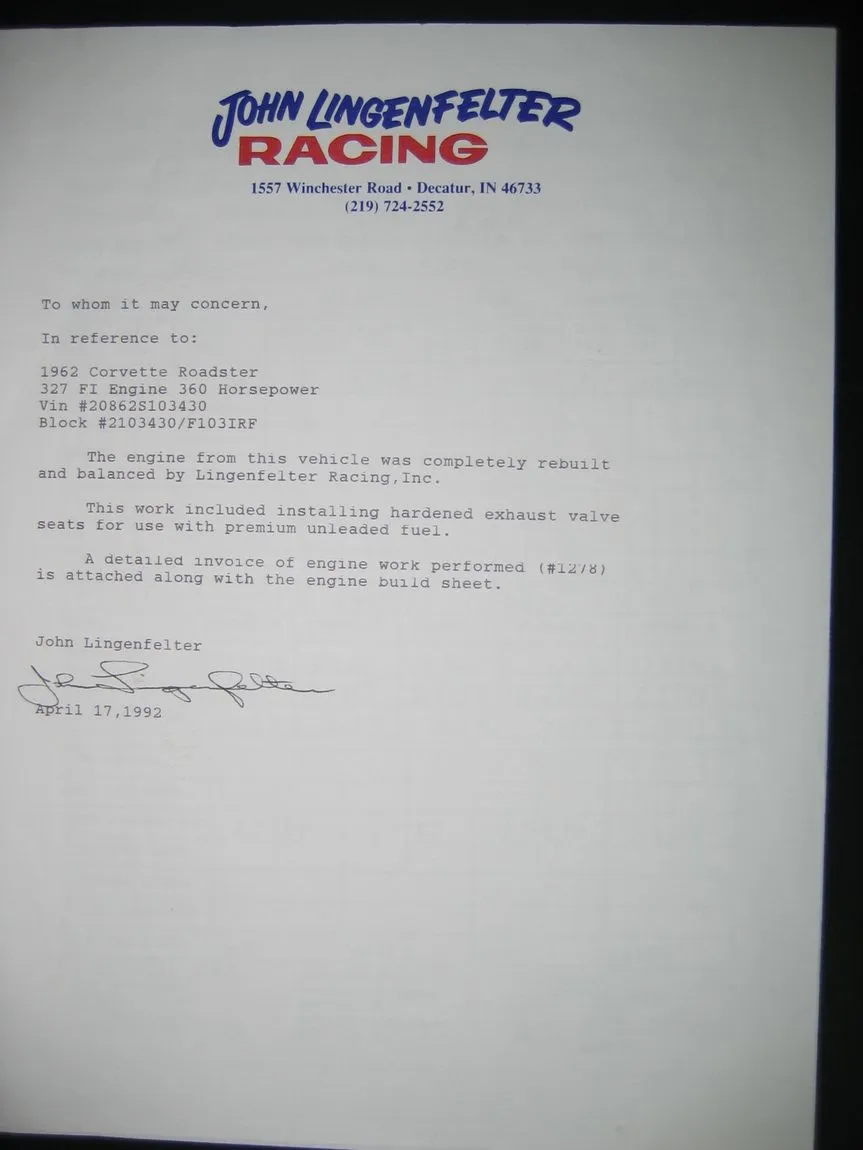 JOHN LINGENFELTER
RACING
1557 Winchester Road • Decatur, IN 46733
(219) 724-2552
To whom it may concern,
In reference to:
1962 Corvette Roadster
327 FI Engine 360 Horsepower
Vin #20862S103430
Block #2103430/F103IRF
The engine from this vehicle was completely rebuilt
and balanced by Lingenfelter Racing,Inc.
This work included installing hardened exhaust valve
seats for use with premium unleaded fuel.
A detailed invoice of engine work performed (#1278)
is attached along with the engine build sheet.
John Lingenfelter
John Lingenfelter
April 17,1992